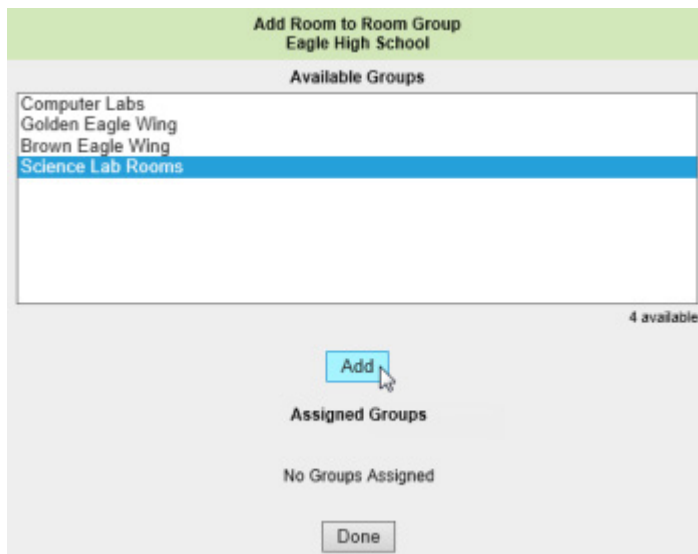 Add Room to Room Group
Eagle High School
Available Groups
Computer Labs
Golden Eagle Wing
Brown Eagle Wing
Science Lab Rooms
4 available
Add
Assigned Groups
No Groups Assigned
Done